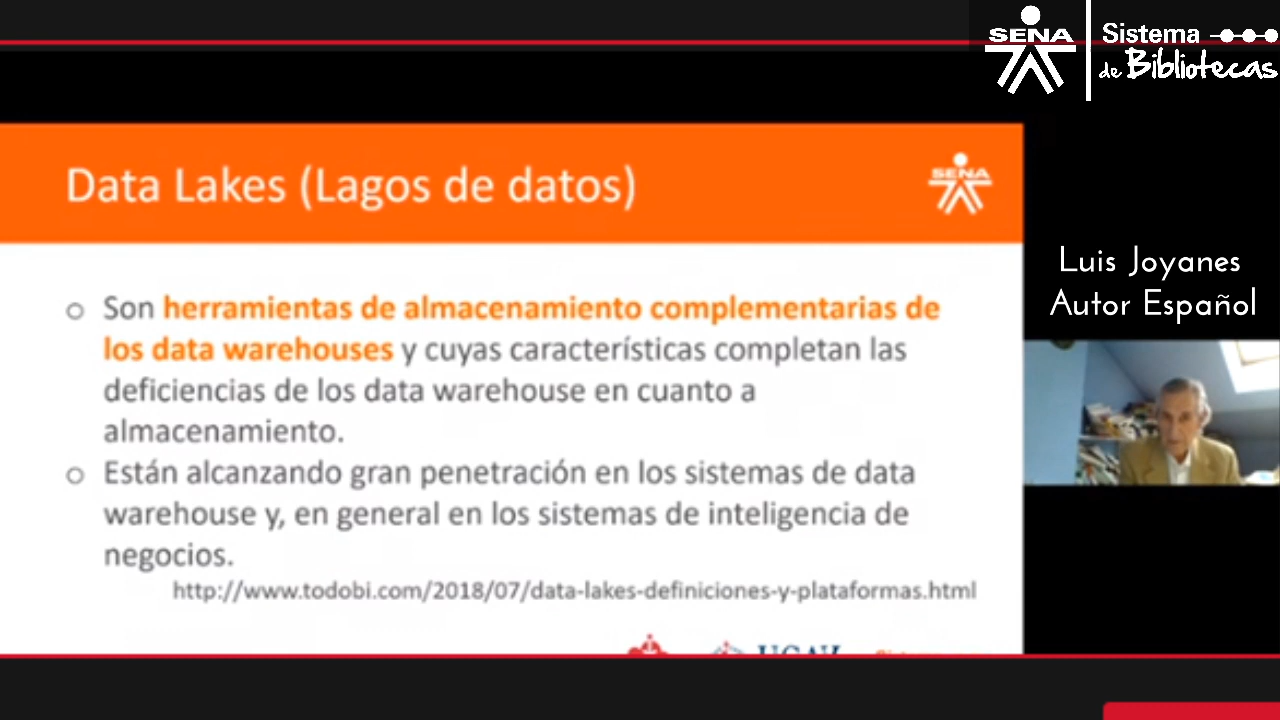 SENA
Sistema
de Bibliotecas
Data Lakes (Lagos de datos)
SENA
Luis Joyanes
Autor Español
o Son herramientas de almacenamiento complementarias de
los data warehouses y cuyas características completan las
deficiencias de los data warehouse en cuanto a
almacenamiento.
o Están alcanzando gran penetración en los sistemas de data
warehouse y, en general en los sistemas de inteligencia de
negocios.
http://www.todobi.com/2018/07/data-lakes-definiciones-y-plataformas.html